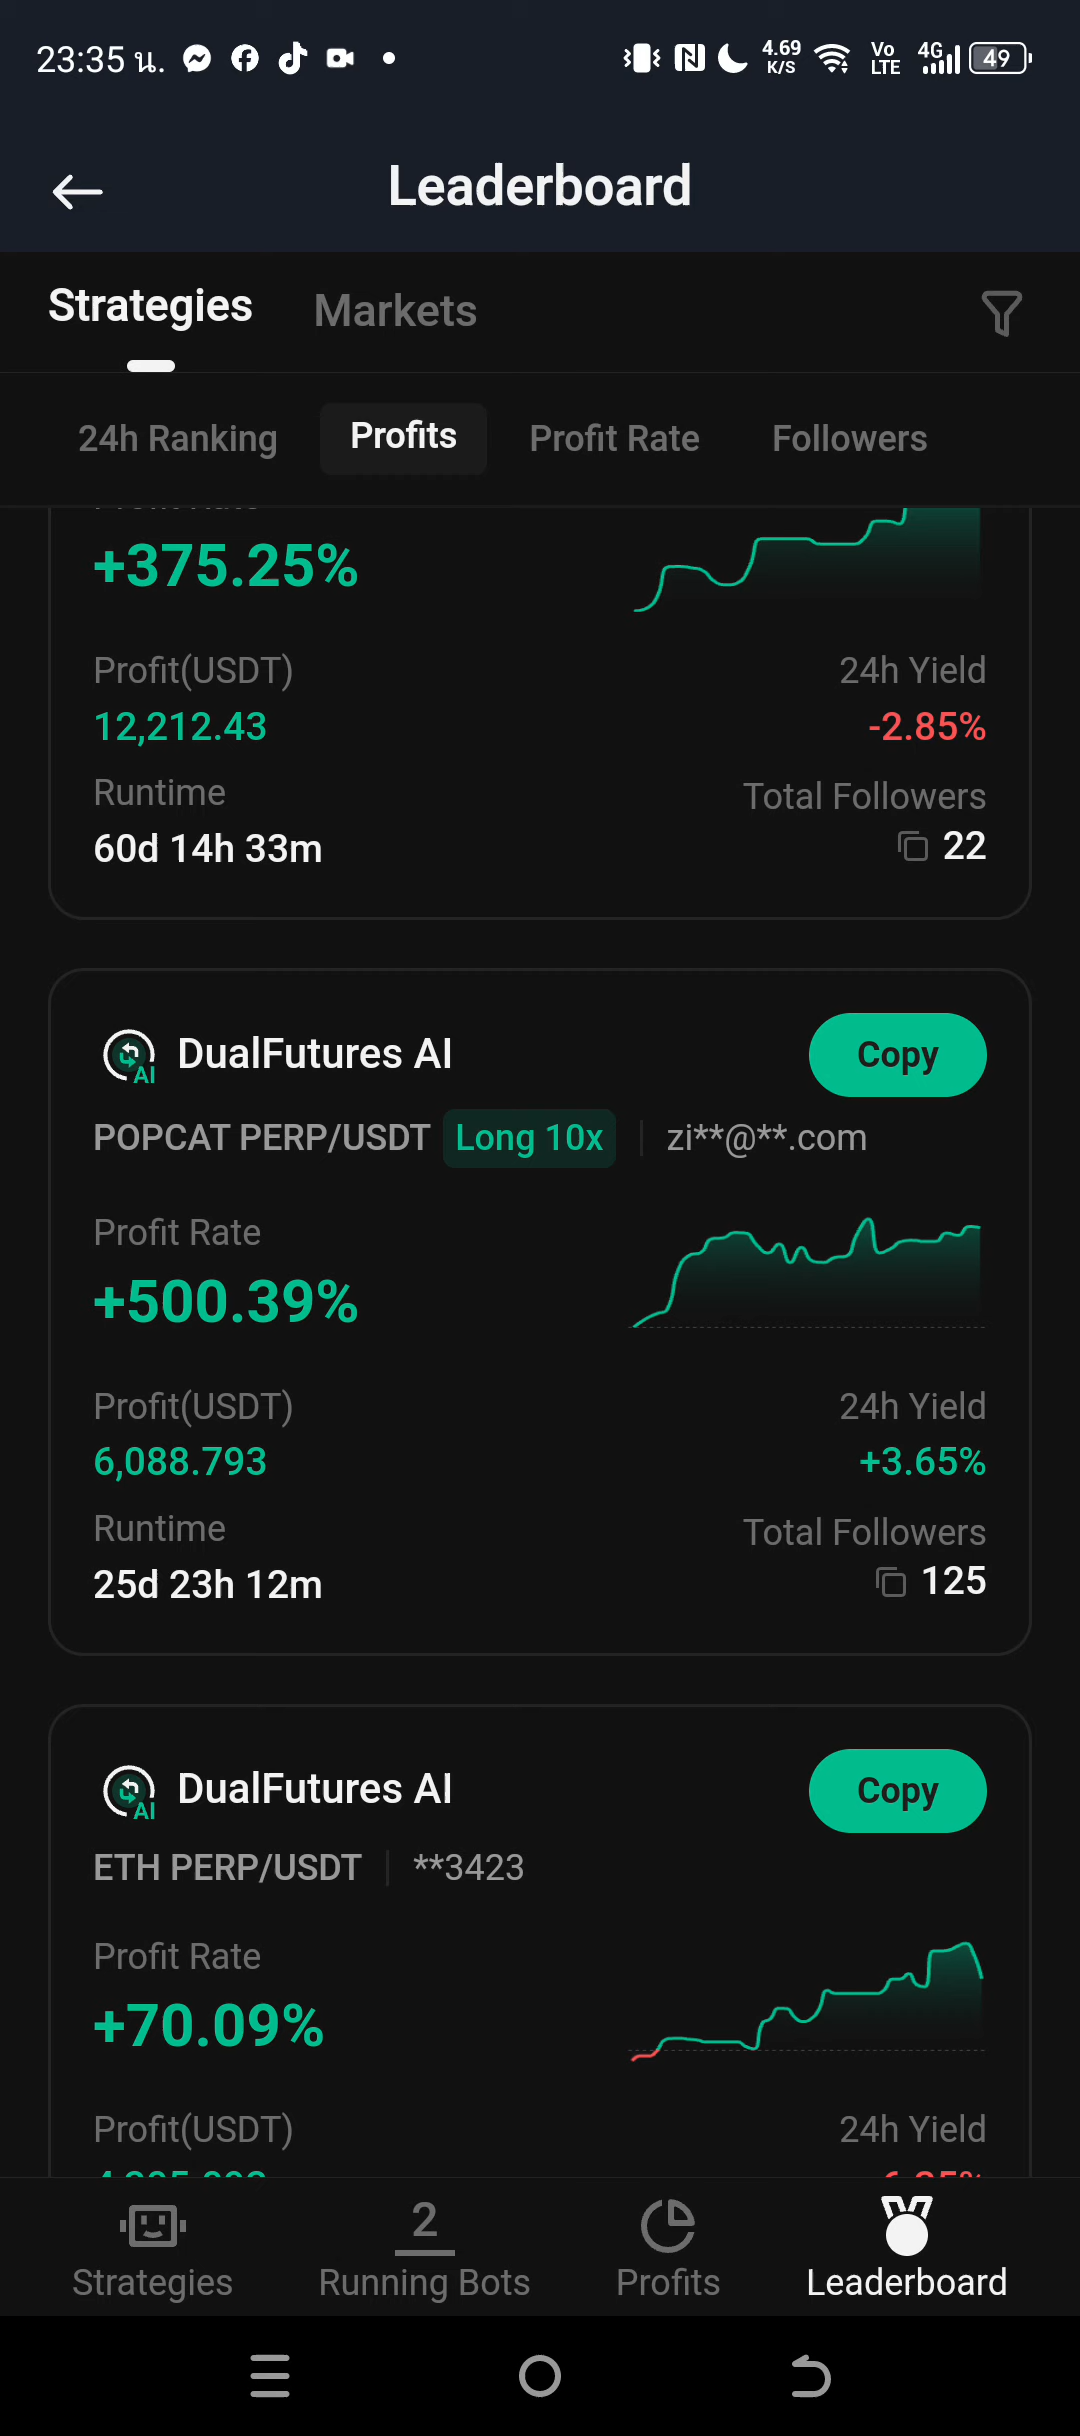 23:35 น.
4.69 K/S
Vo LTE
4G
49
Leaderboard
Strategies Markets
24h Ranking Profits Profit Rate Followers
+375.25%
Profit(USDT) 24h Yield
12,212.43 -2.85%
Runtime Total Followers
60d 14h 33m 22
AI DualFutures AI Copy
POPCAT PERP/USDT Long 10x zi**@**.com
Profit Rate
+500.39%
Profit(USDT) 24h Yield
6,088.793 +3.65%
Runtime Total Followers
25d 23h 12m 125
AI DualFutures AI Copy
ETH PERP/USDT **3423
Profit Rate
+70.09%
Profit(USDT) 24h Yield
2
Strategies Running Bots Profits Leaderboard